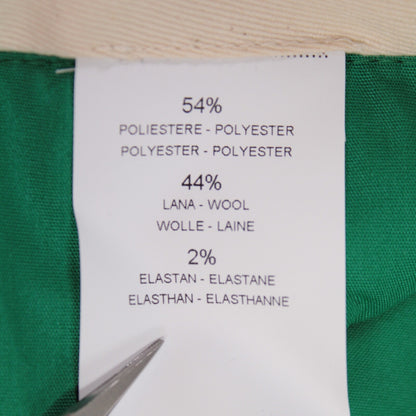 54%
POLIESTERE - POLYESTER
POLYESTER - POLYESTER
44%
LANA - WOOL
WOLLE - LAINE
2%
ELASTAN - ELASTANE
ELASTHAN - ELASTHANNE